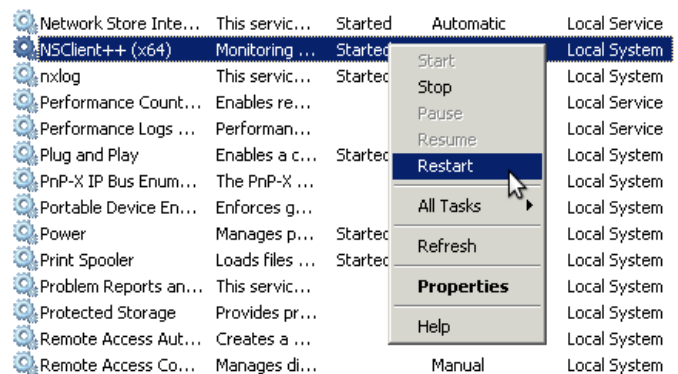 Network Store Inte... This servic... Started Automatic Local Service
NSClient++ (x64) Monitoring ... Started Local System
nxlog This servic... Started Local System
Performance Count... Enables re... Local Service
Performance Logs ... Performan... Local Service
Plug and Play Enables a c... Started Local System
PnP-X IP Bus Enum... The PnP-X ... Local System
Portable Device En... Enforces g... Local System
Power Manages p... Started Local System
Print Spooler Loads files ... Started Local System
Problem Reports an... This servic... Local System
Protected Storage Provides pr... Local System
Remote Access Aut... Creates a ... Local System
Remote Access Co... Manages di... Manual Local System
Start
Stop
Pause
Resume
Restart
All Tasks
Refresh
Properties
Help